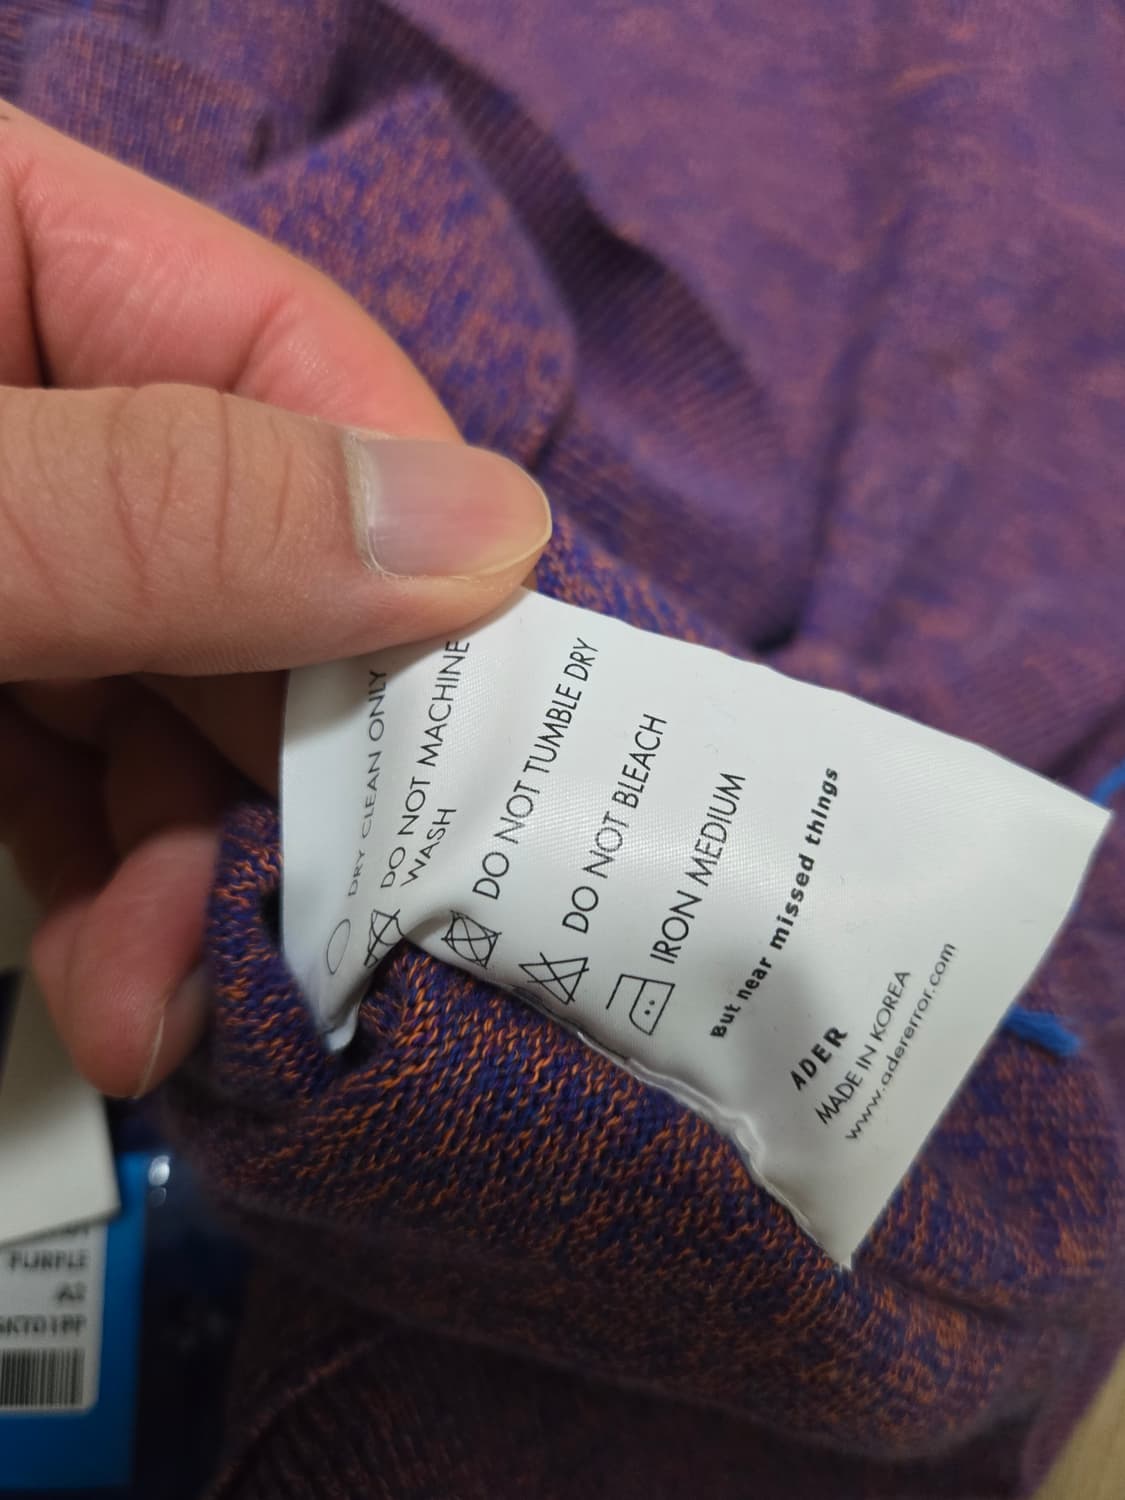 DRY CLEAN ONLY
DO NOT MACHINE
WASH
DO NOT TUMBLE DRY
DO NOT BLEACH
IRON MEDIUM
But near missed things
ADER
MADE IN KOREA
www.adererror.com
PURPLE
A2